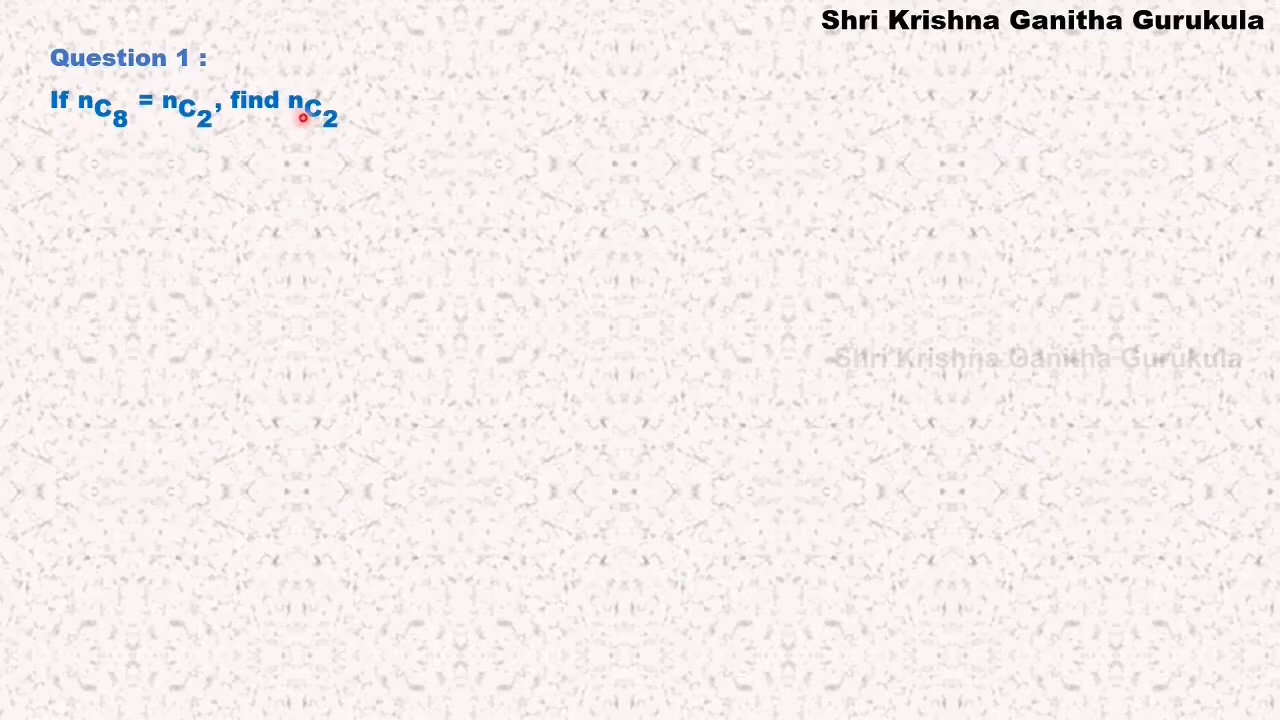 Shri Krishna Ganitha Gurukula
Question 1 :
If nC8 = nC2, find nC2
Shri Krishna Ganitha Gurukula